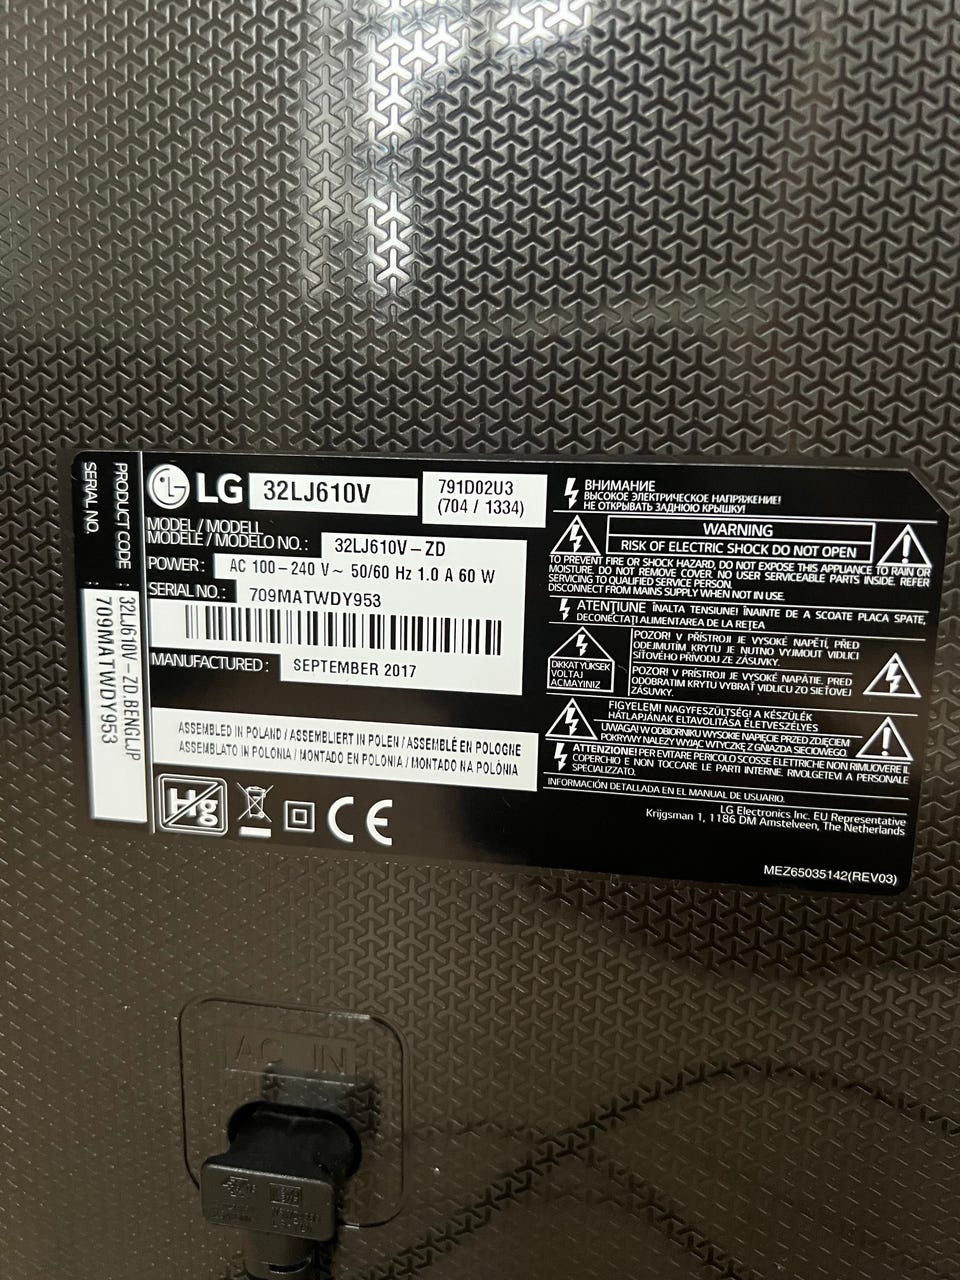 PRODUCT CODE
SERIAL NO.
: 32LJ610V-ZD.BENGLJP
: 709MATWDY953
LG 32LJ610V
791D02U3
(704 / 1334)
MODEL / MODELL
MODÈLE / MODELO NO. : 32LJ610V-ZD
POWER : AC 100-240 V ~ 50/60 Hz 1.0 A 60 W
SERIAL NO. : 709MATWDY953
MANUFACTURED : SEPTEMBER 2017
ASSEMBLED IN POLAND / ASSEMBLIERT IN POLEN / ASSEMBLÉ EN POLOGNE
ASSEMBLATO IN POLONIA / MONTADO EN POLONIA / MONTADO NA POLÓNIA
Hg
CE
ВНИМАНИЕ
ВЫСОКОЕ ЭЛЕКТРИЧЕСКОЕ НАПРЯЖЕНИЕ!
НЕ ОТКРЫВАТЬ ЗАДНЮЮ КРЫШКУ!
WARNING
RISK OF ELECTRIC SHOCK DO NOT OPEN
TO PREVENT FIRE OR SHOCK HAZARD, DO NOT EXPOSE THIS APPLIANCE TO RAIN OR
MOISTURE. DO NOT REMOVE COVER. NO USER SERVICEABLE PARTS INSIDE. REFER
SERVICING TO QUALIFIED SERVICE PERSON.
DISCONNECT FROM MAINS SUPPLY WHEN NOT IN USE.
ATENŢIUNE ÎNALTA TENSIUNE! ÎNAINTE DE A SCOATE PLACA SPATE,
DECONECTAŢI ALIMENTAREA DE LA REŢEA
DIKKAT YÜKSEK
VOLTAJ
AÇMAYINIZ
POZOR! V PŘÍSTROJI JE VYSOKÉ NAPĚTÍ, PŘED
ODEJMUTÍM KRYTU JE NUTNO VYJMOUT VIDLICI
SÍŤOVÉHO PŘÍVODU ZE ZÁSUVKY.
POZOR! V PRÍSTROJI JE VYSOKÉ NAPÄTIE. PRED
ODOBRATIM KRYTU VYBRAŤ VIDLICU ZO SIEŤOVEJ
ZÁSUVKY.
FIGYELEM! NAGYFESZÜLTSÉG! A KÉSZÜLÉK
HÁTLAPJÁNAK ELTÁVOLÍTÁSA ÉLETVESZÉLYES
UWAGA! W ODBIORNIKU WYSOKIE NAPIĘCIE PRZED ZDJĘCIEM
POKRYWY NALEŻY WYJĄĆ WTYCZKĘ Z GNIAZDA SIECIOWEGO.
ATTENZIONE! PER EVITARE PERICOLO SCOSSE ELETTRICHE NON RIMUOVERE IL
COPERCHIO E NON TOCCARE LE PARTI INTERNE. RIVOLGETEVI A PERSONALE
SPECIALIZZATO.
INFORMACIÓN DETALLADA EN EL MANUAL DE USUARIO.
LG Electronics Inc. EU Representative
Krijgsman 1, 1186 DM Amstelveen, The Netherlands
MEZ65035142(REV03)
AC IN